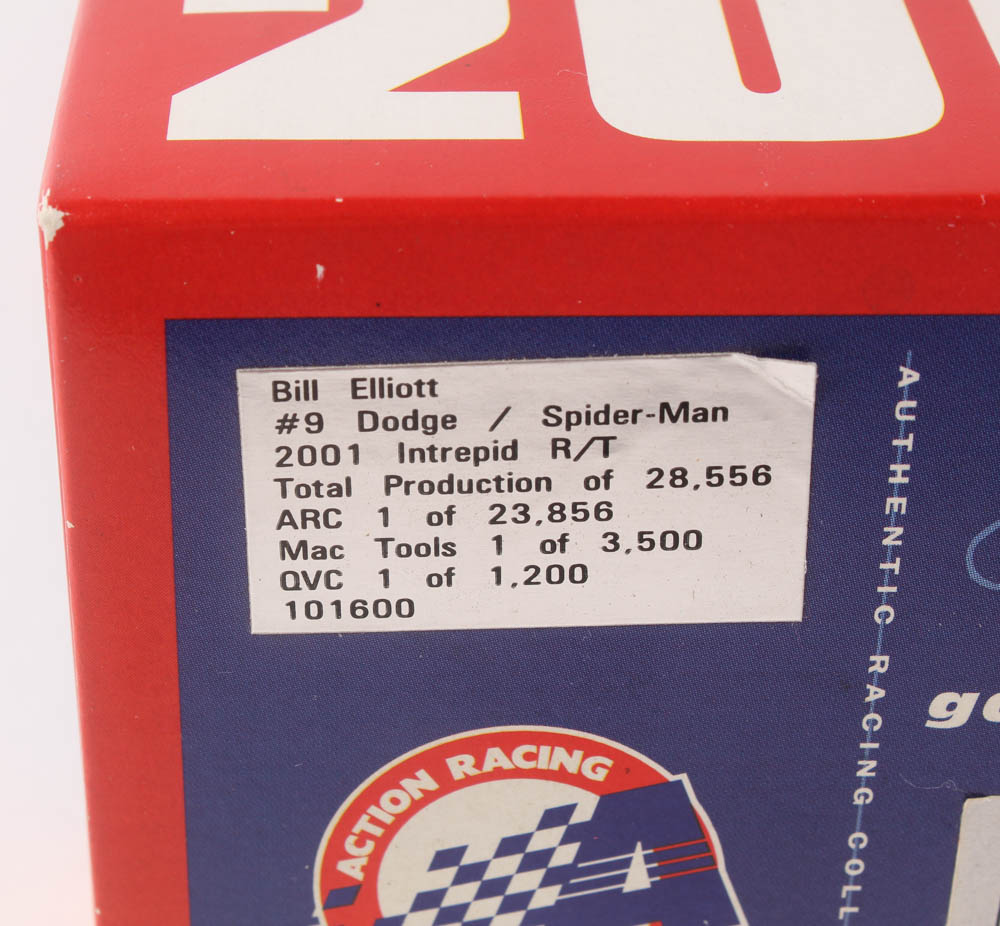 20
Bill Elliott
#9 Dodge / Spider-Man
2001 Intrepid R/T
Total Production of 28,556
ARC 1 of 23,856
Mac Tools 1 of 3,500
QVC 1 of 1,200
101600
AUTHENTIC RACING COLL
ACTION RACING